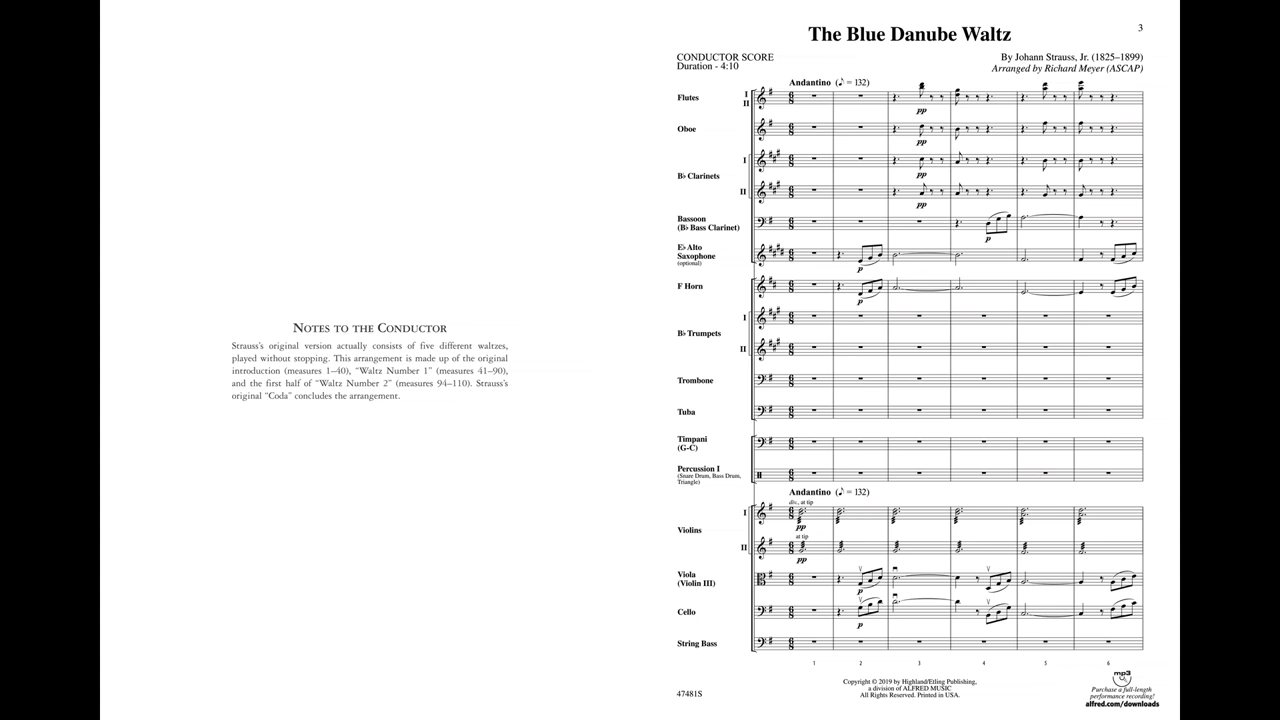 NOTES TO THE CONDUCTOR
Strauss's original version actually consists of five different waltzes,
played without stopping. This arrangement is made up of the original
introduction (measures 1–40), "Waltz Number 1" (measures 41–90),
and the first half of "Waltz Number 2" (measures 94–110). Strauss's
original "Coda" concludes the arrangement.
3
The Blue Danube Waltz
CONDUCTOR SCORE
Duration - 4:10
By Johann Strauss, Jr. (1825–1899)
Arranged by Richard Meyer (ASCAP)
Andantino (♪ = 132)
Flutes
I
II
pp
Oboe
pp
B♭ Clarinets
I
pp
II
pp
Bassoon
(B♭ Bass Clarinet)
p
E♭ Alto
Saxophone
(optional)
p
F Horn
p
B♭ Trumpets
I
II
Trombone
Tuba
Timpani
(G-C)
Percussion I
(Snare Drum, Bass Drum,
Triangle)
Andantino (♪ = 132)
div., at tip
Violins
I
pp
at tip
II
pp
Viola
(Violin III)
p
Cello
p
String Bass
1 2 3 4 5 6
47481S
Copyright © 2019 by Highland/Etling Publishing,
a division of ALFRED MUSIC
All Rights Reserved. Printed in USA.
mp3
Purchase a full-length
performance recording!
alfred.com/downloads